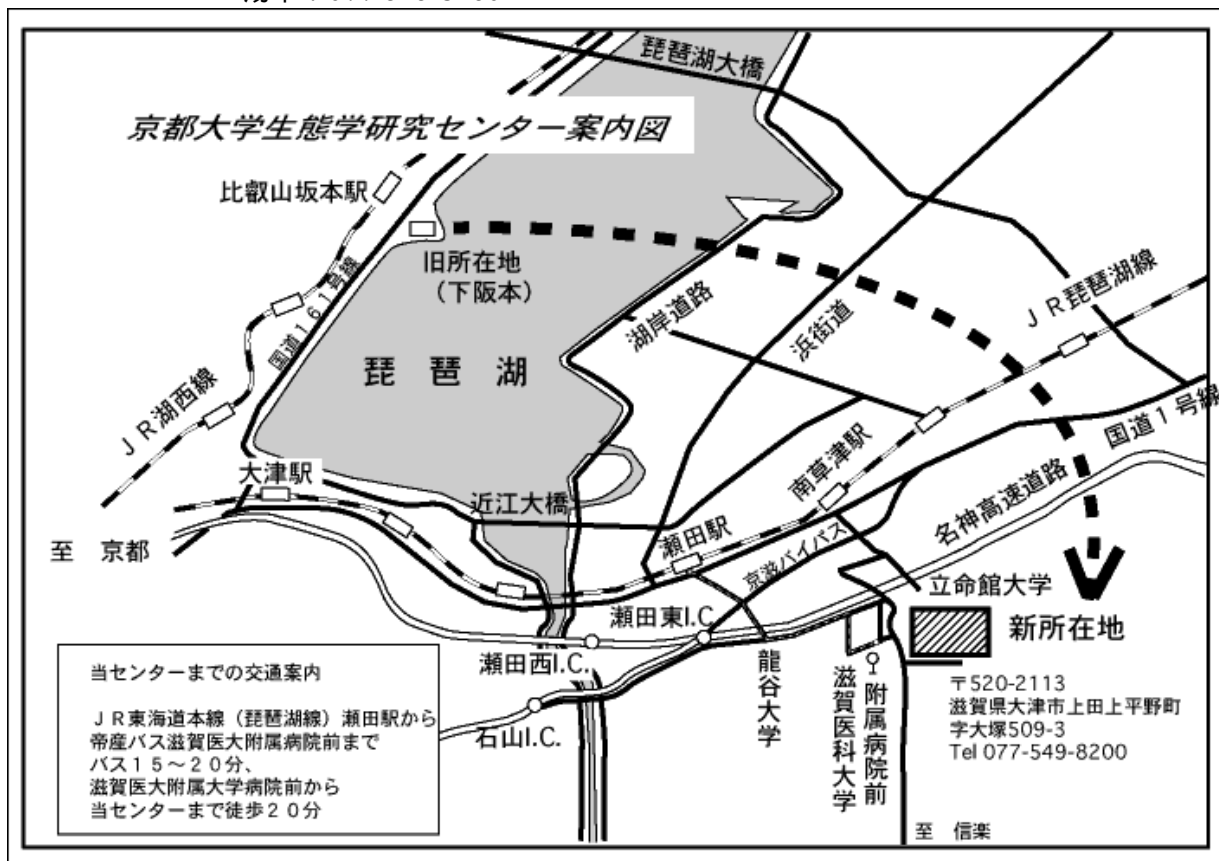 琵琶湖大橋
京都大学生態学研究センター案内図
比叡山坂本駅
旧所在地
（下阪本）
国道１６１号線
湖岸道路
浜街道
ＪＲ琵琶湖線
琵 琶 湖
ＪＲ湖西線
国道１号線
大津駅
南草津駅
近江大橋
名神高速道路
至　京都
瀬田駅
京滋バイパス
立命館大学
瀬田東I.C.
新所在地
瀬田西I.C.
龍谷大学
滋賀医科大学
附属病院前
石山I.C.
〒520-2113
滋賀県大津市上田上平野町
字大塚509-3
Tel 077-549-8200
当センターまでの交通案内
ＪＲ東海道本線（琵琶湖線）瀬田駅から
帝産バス滋賀医大附属病院前まで
バス１５～２０分、
滋賀医大附属大学病院前から
当センターまで徒歩２０分
至　信楽